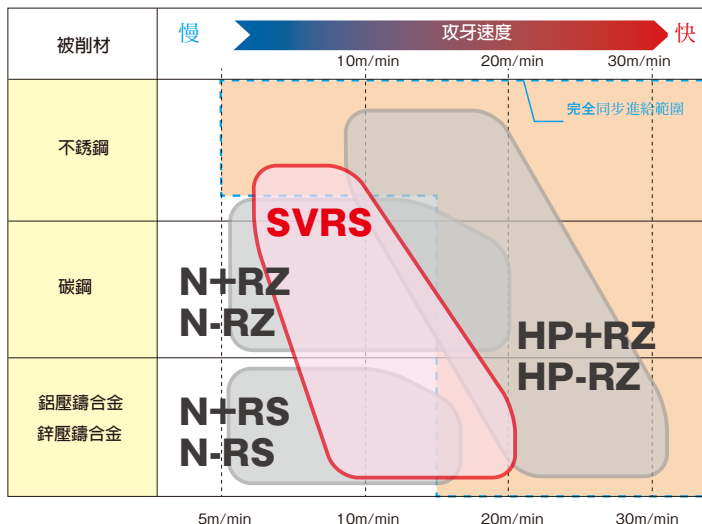 被削材
慢
攻牙速度
快
10m/min
20m/min
30m/min
不銹鋼
完全同步進給範圍
SVRS
碳鋼
N+RZ
N-RZ
HP+RZ
HP-RZ
鋁壓鑄合金
鋅壓鑄合金
N+RS
N-RS
5m/min
10m/min
20m/min
30m/min